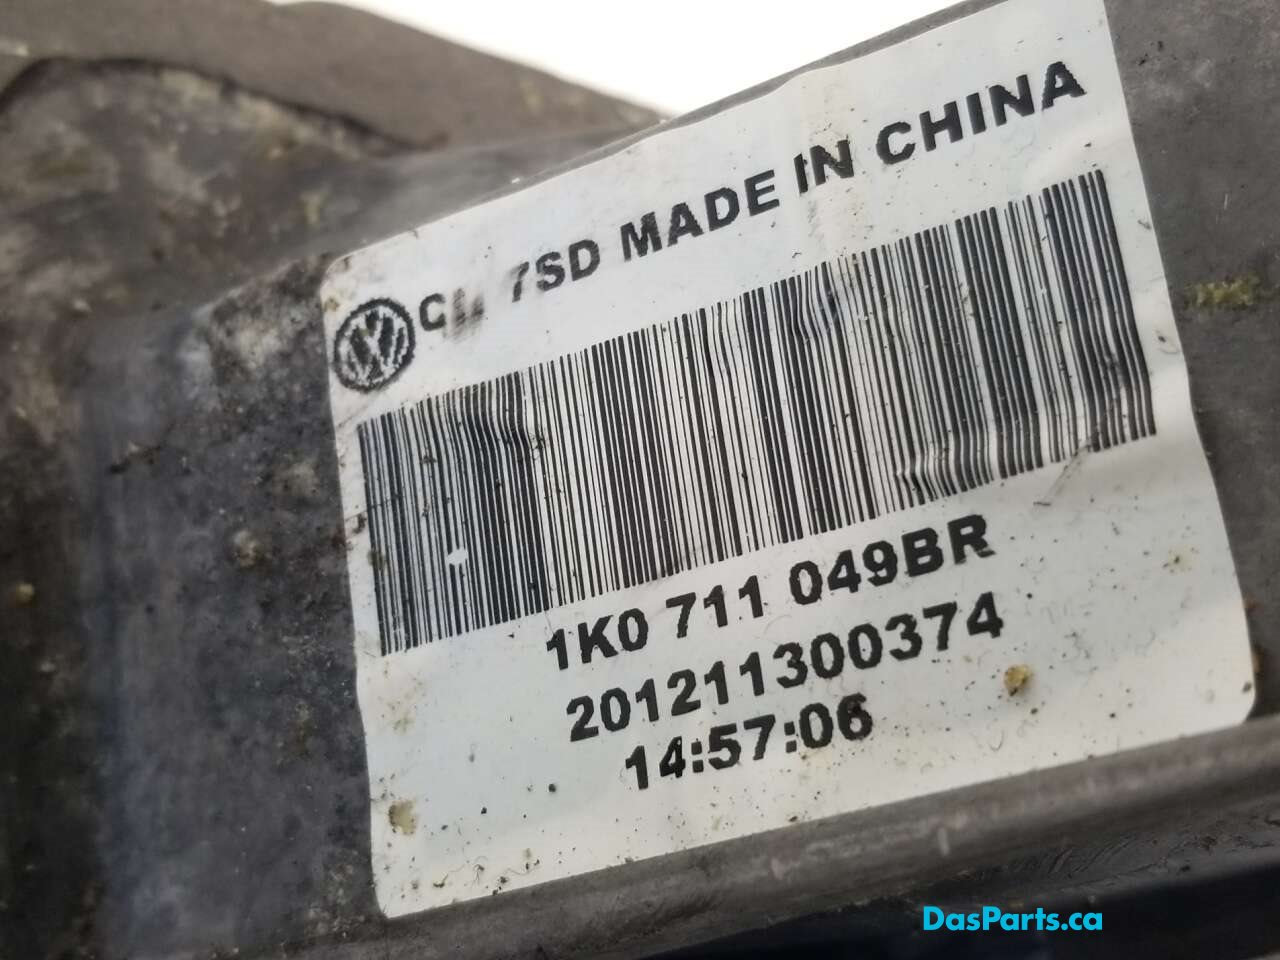 7SD MADE IN CHINA
1K0 711 049BR
201211300374
14:57:06
DasParts.ca